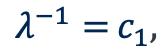 λ⁻¹ = c₁,